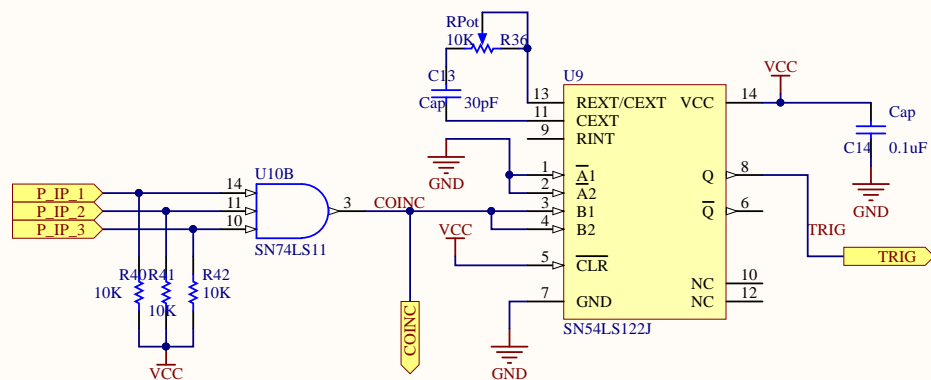 RPot
10K
R36
C13
Cap
30pF
U9
VCC
13
REXT/CEXT
VCC
14
11
CEXT
9
RINT
Cap
C14
0.1uF
GND
GND
1
A1
2
A2
3
B1
4
B2
Q
8
Q
6
TRIG
TRIG
VCC
5
CLR
7
GND
NC
10
NC
12
SN54LS122J
GND
U10B
P_IP_1
14
P_IP_2
11
P_IP_3
10
3
COINC
SN74LS11
R40
R41
R42
10K
10K
10K
VCC
COINC